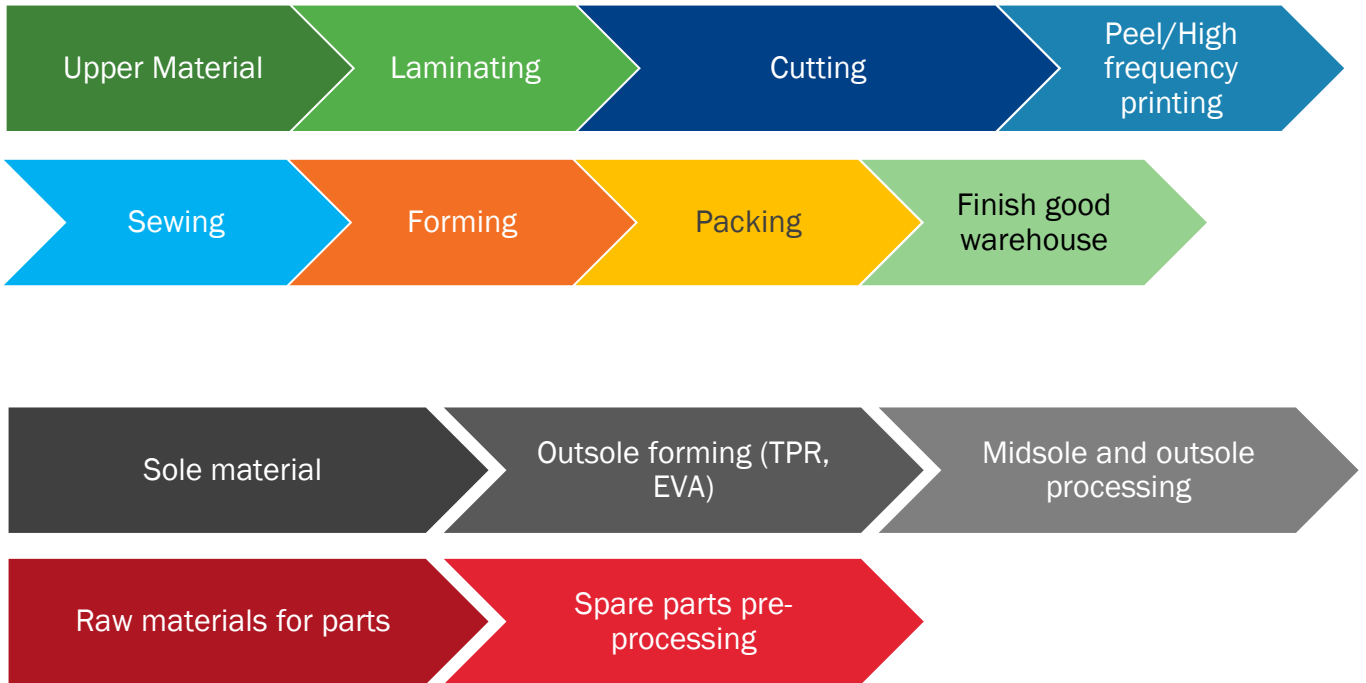 Upper Material
Laminating
Cutting
Peel/High
frequency
printing
Sewing
Forming
Packing
Finish good
warehouse
Sole material
Outsole forming (TPR,
EVA)
Midsole and outsole
processing
Raw materials for parts
Spare parts pre-
processing